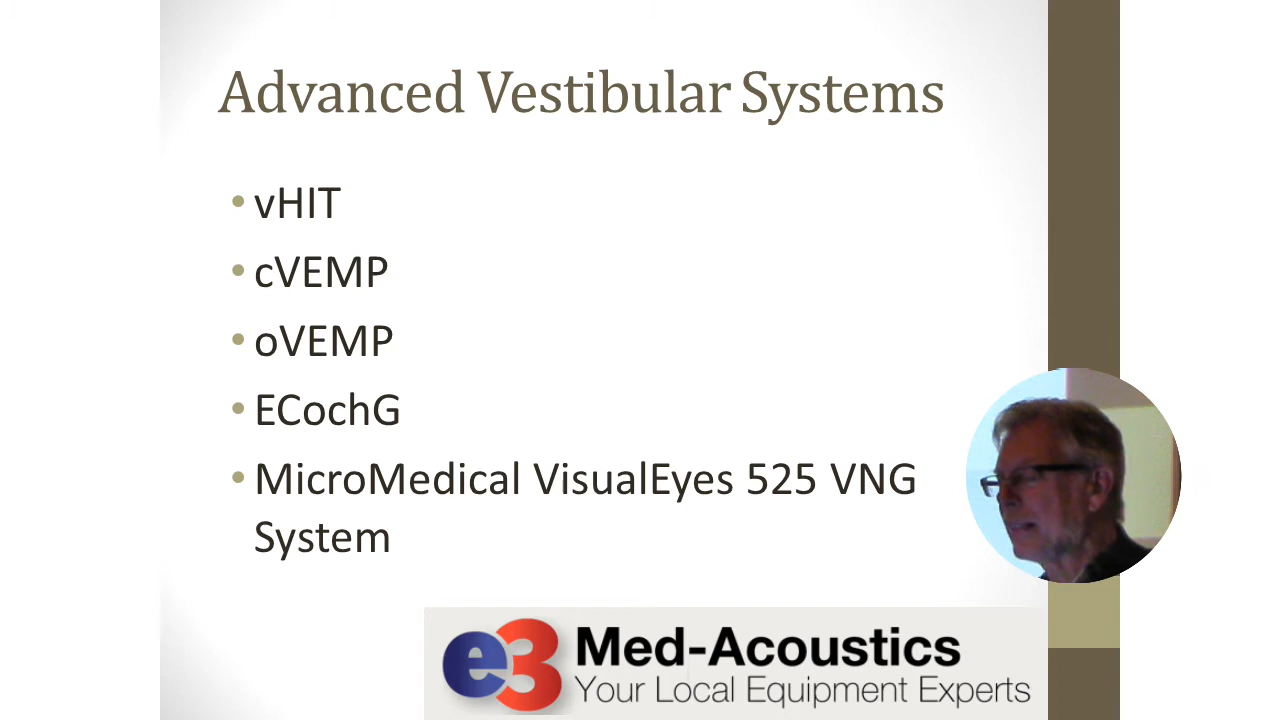 Advanced Vestibular Systems
• vHIT
• cVEMP
• oVEMP
• ECochG
• MicroMedical VisualEyes 525 VNG
System
e3 Med-Acoustics
Your Local Equipment Experts